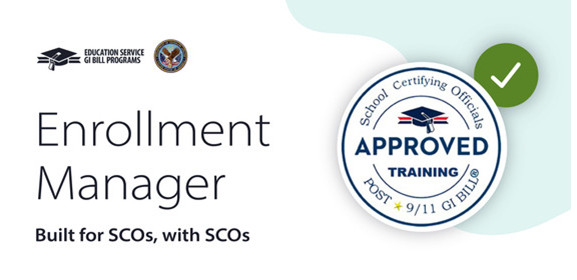 EDUCATION SERVICE
GI BILL PROGRAMS
Enrollment
Manager
Built for SCOs, with SCOs
School Certifying Officials
APPROVED
TRAINING
POST 9/11 GI BILL®